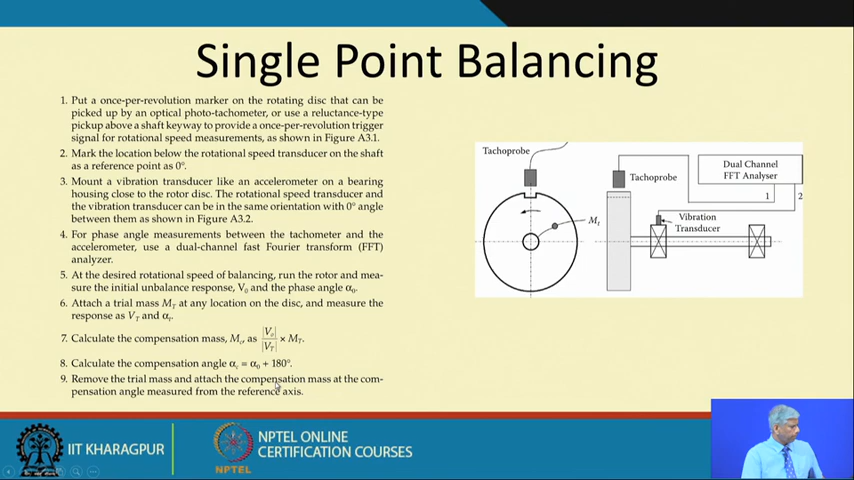 Single Point Balancing
1. Put a once-per-revolution marker on the rotating disc that can be
picked up by an optical photo-tachometer, or use a reluctance-type
pickup above a shaft keyway to provide a once-per-revolution trigger
signal for rotational speed measurements, as shown in Figure A3.1.
2. Mark the location below the rotational speed transducer on the shaft
as a reference point as 0°.
3. Mount a vibration transducer like an accelerometer on a bearing
housing close to the rotor disc. The rotational speed transducer and
the vibration transducer can be in the same orientation with 0° angle
between them as shown in Figure A3.2.
4. For phase angle measurements between the tachometer and the
accelerometer, use a dual-channel fast Fourier transform (FFT)
analyzer.
5. At the desired rotational speed of balancing, run the rotor and mea-
sure the initial unbalance response, V₀ and the phase angle α₀.
6. Attach a trial mass M_T at any location on the disc, and measure the
response as V_T and α_t.
7. Calculate the compensation mass, M_c, as |V_o| / |V_T| × M_T.
8. Calculate the compensation angle α_c = α₀ + 180°.
9. Remove the trial mass and attach the compensation mass at the com-
pensation angle measured from the reference axis.
Tachoprobe
M_t
Tachoprobe
Dual Channel
FFT Analyser
1 2
Vibration
Transducer
IIT KHARAGPUR
NPTEL
NPTEL ONLINE
CERTIFICATION COURSES